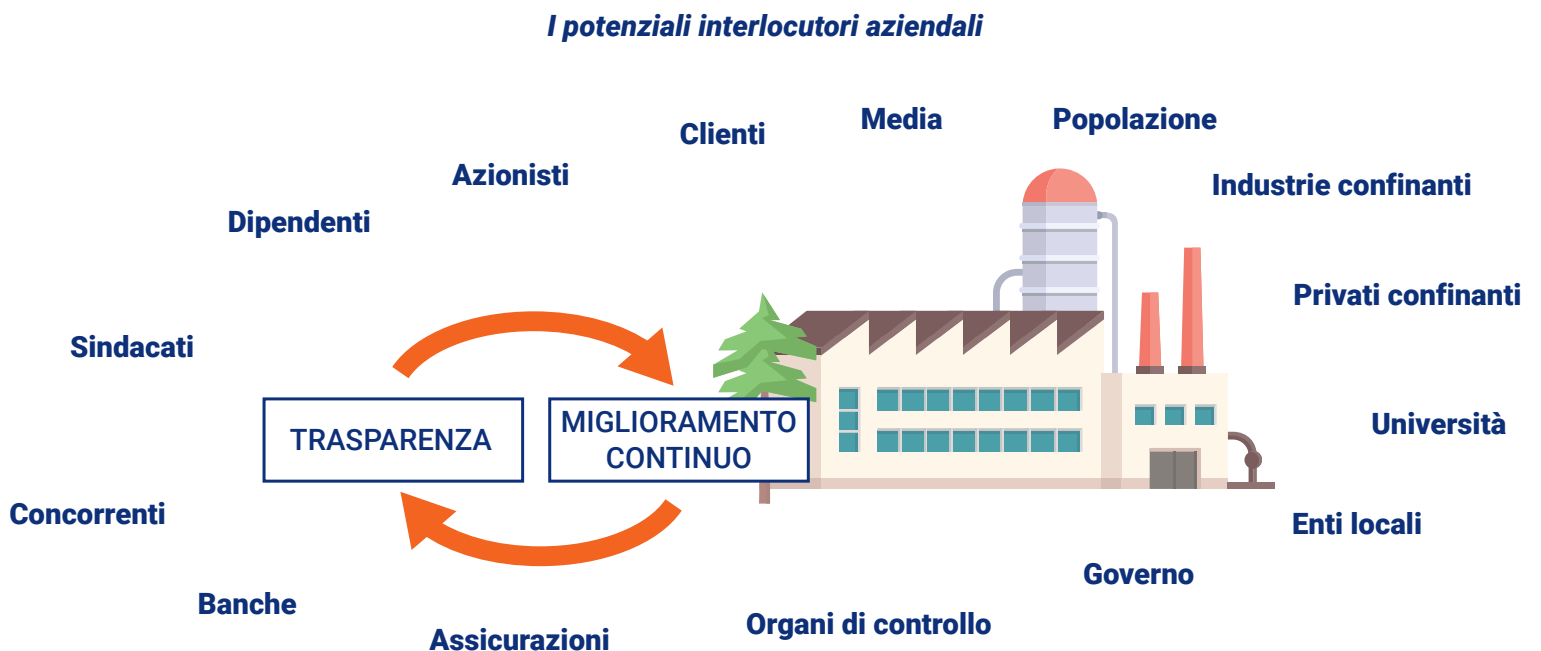 I potenziali interlocutori aziendali
Clienti
Media
Popolazione
Azionisti
Industrie confinanti
Dipendenti
Privati confinanti
Sindacati
TRASPARENZA
MIGLIORAMENTO
CONTINUO
Università
Concorrenti
Enti locali
Governo
Banche
Assicurazioni
Organi di controllo